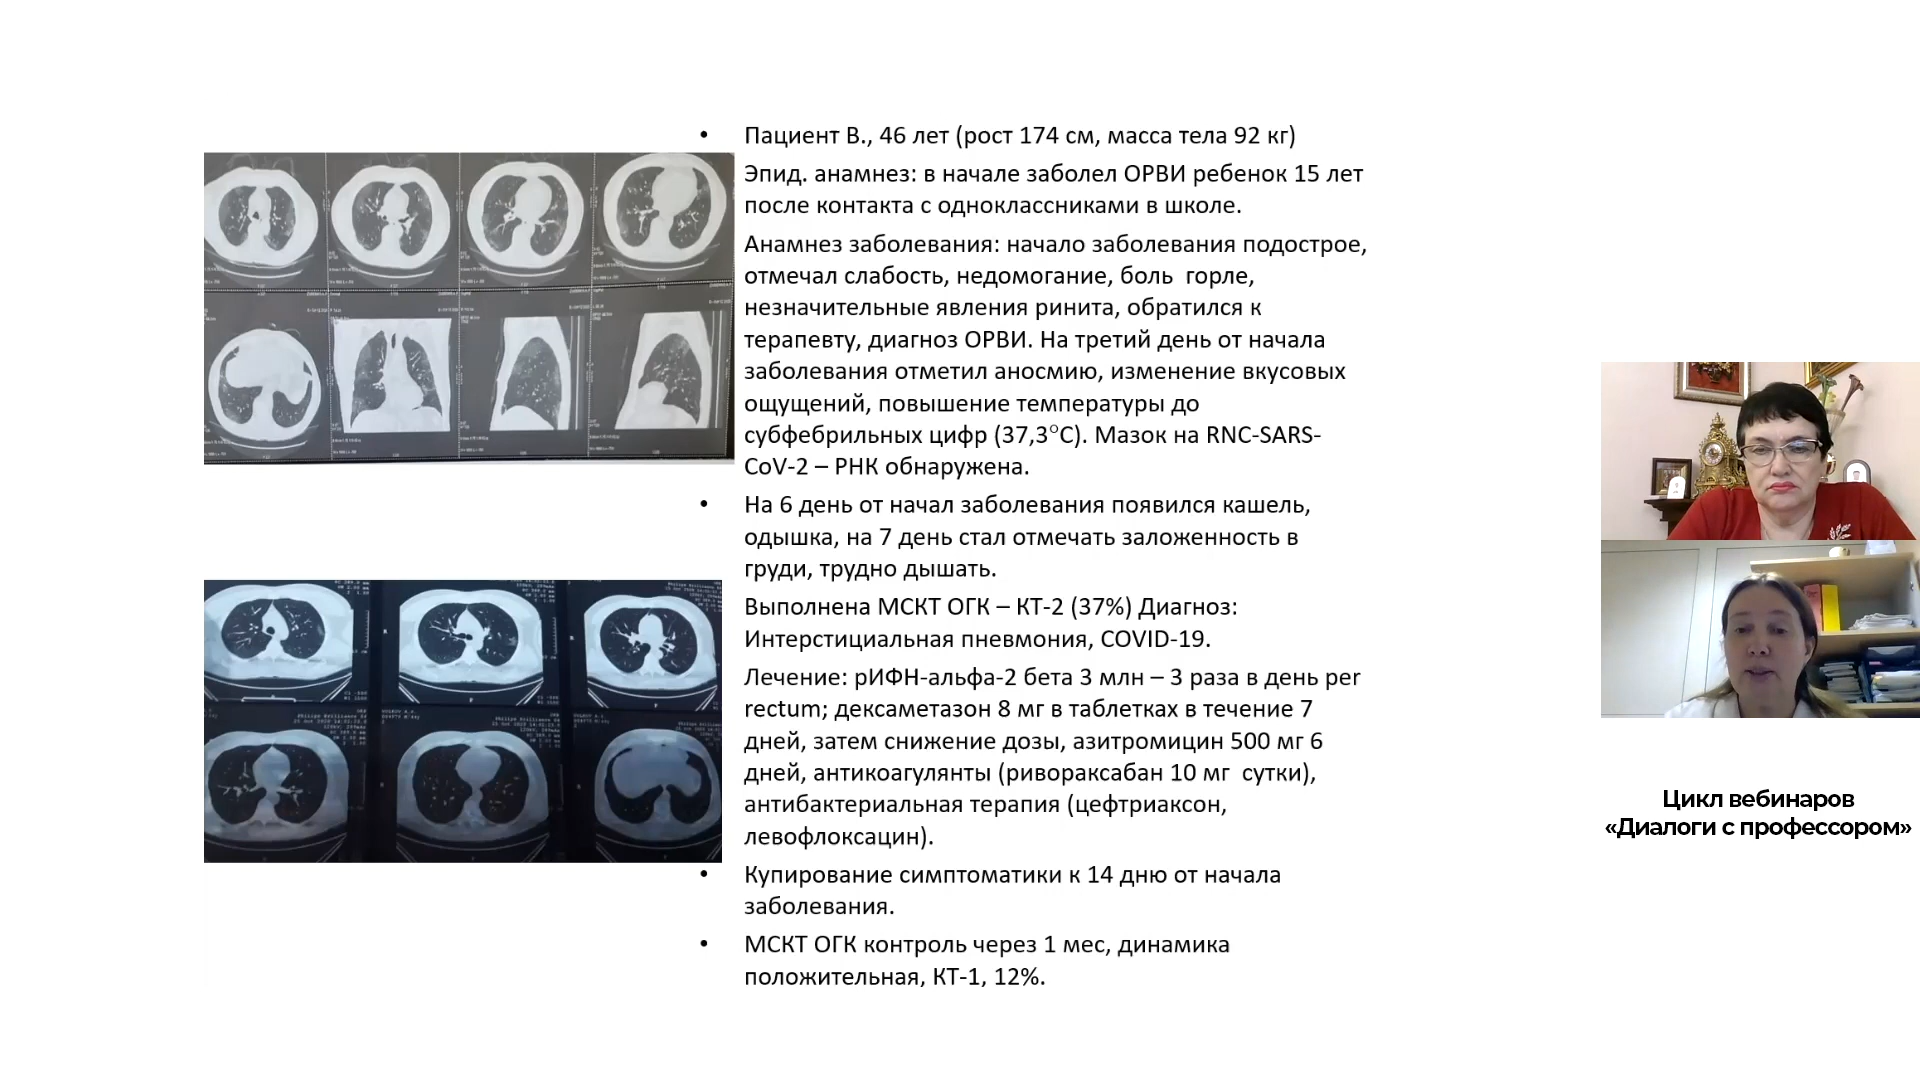 Пациент В., 46 лет (рост 174 см, масса тела 92 кг)
Эпид. анамнез: в начале заболел ОРВИ ребенок 15 лет
после контакта с одноклассниками в школе.
Анамнез заболевания: начало заболевания подострое,
отмечал слабость, недомогание, боль горле,
незначительные явления ринита, обратился к
терапевту, диагноз ОРВИ. На третий день от начала
заболевания отметил аносмию, изменение вкусовых
ощущений, повышение температуры до
субфебрильных цифр (37,3°С). Мазок на RNC-SARS-
CoV-2 – РНК обнаружена.
На 6 день от начал заболевания появился кашель,
одышка, на 7 день стал отмечать заложенность в
груди, трудно дышать.
Выполнена МСКТ ОГК – КТ-2 (37%) Диагноз:
Интерстициальная пневмония, COVID-19.
Лечение: рИФН-альфа-2 бета 3 млн – 3 раза в день per
rectum; дексаметазон 8 мг в таблетках в течение 7
дней, затем снижение дозы, азитромицин 500 мг 6
дней, антикоагулянты (ривораксабан 10 мг сутки),
антибактериальная терапия (цефтриаксон,
левофлоксацин).
Купирование симптоматики к 14 дню от начала
заболевания.
МСКТ ОГК контроль через 1 мес, динамика
положительная, КТ-1, 12%.
Цикл вебинаров
«Диалоги с профессором»